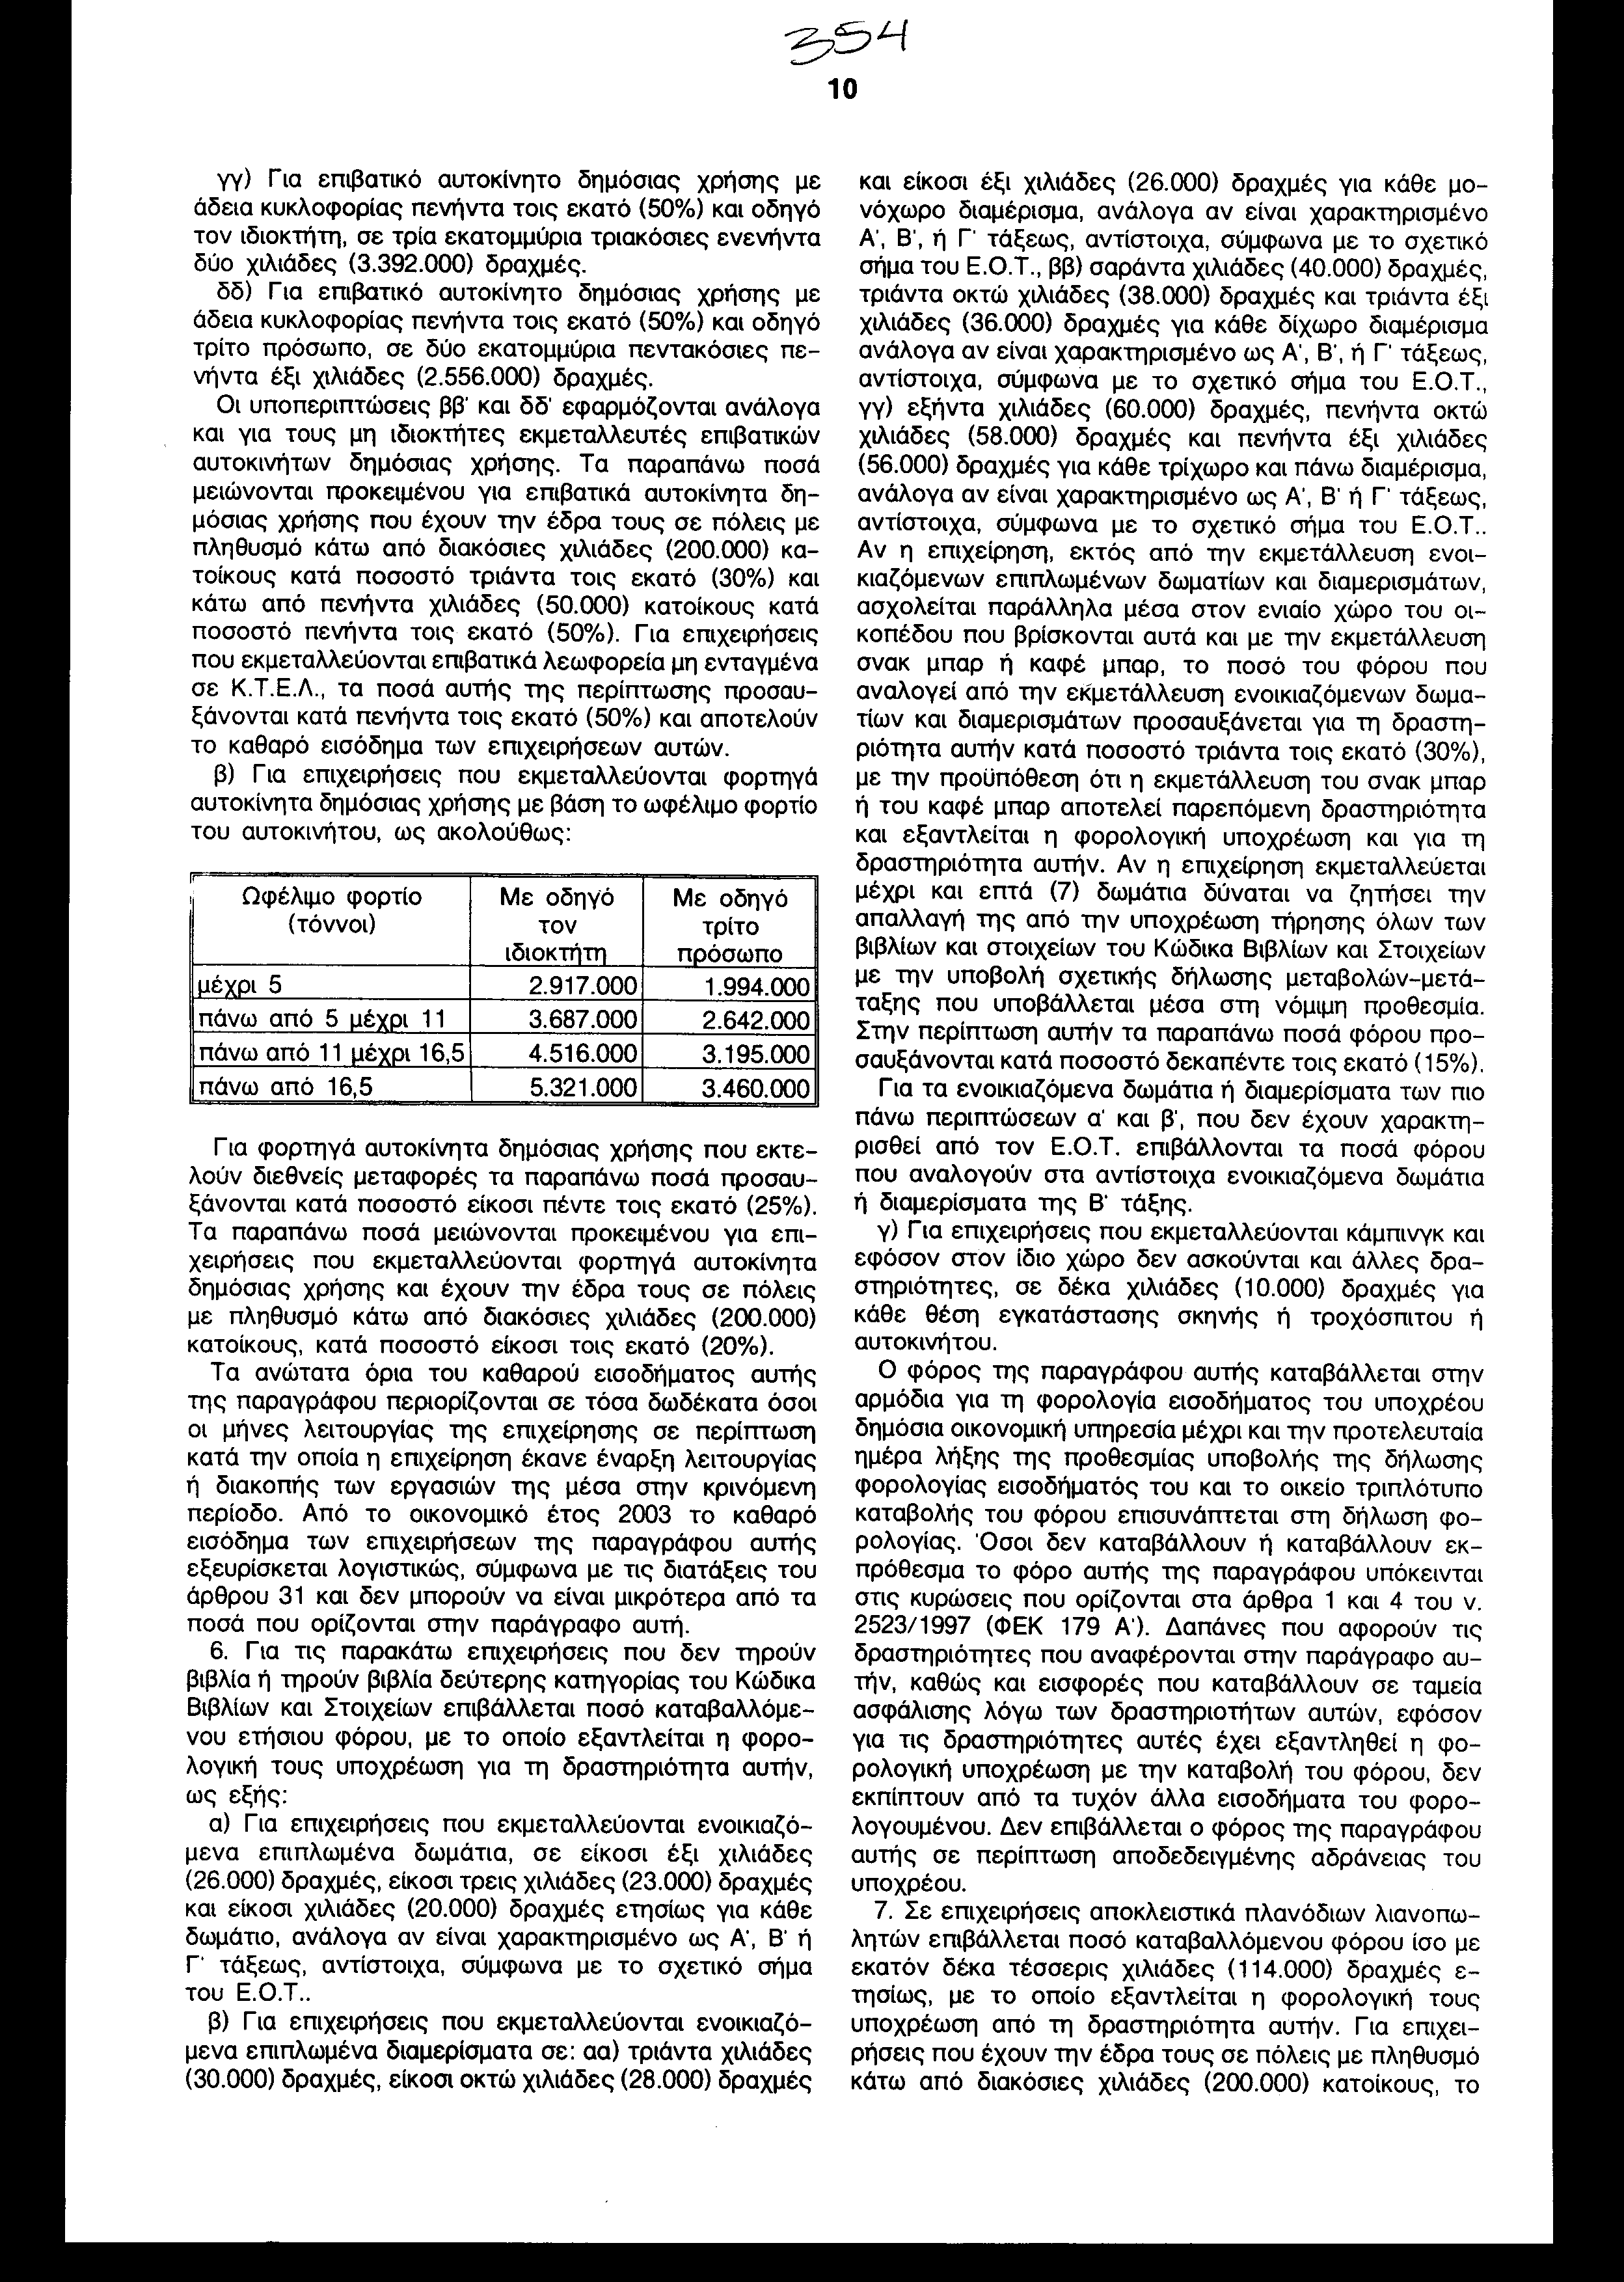 354
10
γγ) Για επιβατικό αυτοκίνητο δημόσιας χρήσης με
άδεια κυκλοφορίας πενήντα τοις εκατό (50%) και οδηγό
τον ιδιοκτήτη, σε τρία εκατομμύρια τριακόσιες ενενήντα
δύο χιλιάδες (3.392.000) δραχμές.
δδ) Για επιβατικό αυτοκίνητο δημόσιας χρήσης με
άδεια κυκλοφορίας πενήντα τοις εκατό (50%) και οδηγό
τρίτο πρόσωπο, σε δύο εκατομμύρια πεντακόσιες πε-
νήντα έξι χιλιάδες (2.556.000) δραχμές.
Οι υποπεριπτώσεις ββ' και δδ' εφαρμόζονται ανάλογα
και για τους μη ιδιοκτήτες εκμεταλλευτές επιβατικών
αυτοκινήτων δημόσιας χρήσης. Τα παραπάνω ποσά
μειώνονται προκειμένου για επιβατικά αυτοκίνητα δη-
μόσιας χρήσης που έχουν την έδρα τους σε πόλεις με
πληθυσμό κάτω από διακόσιες χιλιάδες (200.000) κα-
τοίκους κατά ποσοστό τριάντα τοις εκατό (30%) και
κάτω από πενήντα χιλιάδες (50.000) κατοίκους κατά
ποσοστό πενήντα τοις εκατό (50%). Για επιχειρήσεις
που εκμεταλλεύονται επιβατικά λεωφορεία μη ενταγμένα
σε Κ.Τ.Ε.Λ., τα ποσά αυτής της περίπτωσης προσαυ-
ξάνονται κατά πενήντα τοις εκατό (50%) και αποτελούν
το καθαρό εισόδημα των επιχειρήσεων αυτών.
β) Για επιχειρήσεις που εκμεταλλεύονται φορτηγά
αυτοκίνητα δημόσιας χρήσης με βάση το ωφέλιμο φορτίο
του αυτοκινήτου, ως ακολούθως:
Ωφέλιμο φορτίο Με οδηγό Με οδηγό
(τόννοι) τον τρίτο
ιδιοκτήτη πρόσωπο
μέχρι 5 2.917.000 1.994.000
πάνω από 5 μέχρι 11 3.687.000 2.642.000
πάνω από 11 μέχρι 16,5 4.516.000 3.195.000
πάνω από 16,5 5.321.000 3.460.000
Για φορτηγά αυτοκίνητα δημόσιας χρήσης που εκτε-
λούν διεθνείς μεταφορές τα παραπάνω ποσά προσαυ-
ξάνονται κατά ποσοστό είκοσι πέντε τοις εκατό (25%).
Τα παραπάνω ποσά μειώνονται προκειμένου για επι-
χειρήσεις που εκμεταλλεύονται φορτηγά αυτοκίνητα
δημόσιας χρήσης και έχουν την έδρα τους σε πόλεις
με πληθυσμό κάτω από διακόσιες χιλιάδες (200.000)
κατοίκους, κατά ποσοστό είκοσι τοις εκατό (20%).
Τα ανώτατα όρια του καθαρού εισοδήματος αυτής
της παραγράφου περιορίζονται σε τόσα δωδέκατα όσοι
οι μήνες λειτουργίας της επιχείρησης σε περίπτωση
κατά την οποία η επιχείρηση έκανε έναρξη λειτουργίας
ή διακοπής των εργασιών της μέσα στην κρινόμενη
περίοδο. Από το οικονομικό έτος 2003 το καθαρό
εισόδημα των επιχειρήσεων της παραγράφου αυτής
εξευρίσκεται λογιστικώς, σύμφωνα με τις διατάξεις του
άρθρου 31 και δεν μπορούν να είναι μικρότερα από τα
ποσά που ορίζονται στην παράγραφο αυτή.
6. Για τις παρακάτω επιχειρήσεις που δεν τηρούν
βιβλία ή τηρούν βιβλία δεύτερης κατηγορίας του Κώδικα
Βιβλίων και Στοιχείων επιβάλλεται ποσό καταβαλλόμε-
νου ετήσιου φόρου, με το οποίο εξαντλείται η φορο-
λογική τους υποχρέωση για τη δραστηριότητα αυτήν,
ως εξής:
α) Για επιχειρήσεις που εκμεταλλεύονται ενοικιαζό-
μενα επιπλωμένα δωμάτια, σε είκοσι έξι χιλιάδες
(26.000) δραχμές, είκοσι τρεις χιλιάδες (23.000) δραχμές
και είκοσι χιλιάδες (20.000) δραχμές ετησίως για κάθε
δωμάτιο, ανάλογα αν είναι χαρακτηρισμένο ως Α', Β' ή
Γ' τάξεως, αντίστοιχα, σύμφωνα με το σχετικό σήμα
του Ε.Ο.Τ..
β) Για επιχειρήσεις που εκμεταλλεύονται ενοικιαζό-
μενα επιπλωμένα διαμερίσματα σε: αα) τριάντα χιλιάδες
(30.000) δραχμές, είκοσι οκτώ χιλιάδες (28.000) δραχμές
και είκοσι έξι χιλιάδες (26.000) δραχμές για κάθε μο-
νόχωρο διαμέρισμα, ανάλογα αν είναι χαρακτηρισμένο
Α', Β', ή Γ' τάξεως, αντίστοιχα, σύμφωνα με το σχετικό
σήμα του Ε.Ο.Τ., ββ) σαράντα χιλιάδες (40.000) δραχμές,
τριάντα οκτώ χιλιάδες (38.000) δραχμές και τριάντα έξι
χιλιάδες (36.000) δραχμές για κάθε δίχωρο διαμέρισμα
ανάλογα αν είναι χαρακτηρισμένο ως Α', Β', ή Γ' τάξεως,
αντίστοιχα, σύμφωνα με το σχετικό σήμα του Ε.Ο.Τ.,
γγ) εξήντα χιλιάδες (60.000) δραχμές, πενήντα οκτώ
χιλιάδες (58.000) δραχμές και πενήντα έξι χιλιάδες
(56.000) δραχμές για κάθε τρίχωρο και πάνω διαμέρισμα,
ανάλογα αν είναι χαρακτηρισμένο ως Α', Β' ή Γ' τάξεως,
αντίστοιχα, σύμφωνα με το σχετικό σήμα του Ε.Ο.Τ..
Αν η επιχείρηση, εκτός από την εκμετάλλευση ενοι-
κιαζόμενων επιπλωμένων δωματίων και διαμερισμάτων,
ασχολείται παράλληλα μέσα στον ενιαίο χώρο του οι-
κοπέδου που βρίσκονται αυτά και με την εκμετάλλευση
σνακ μπαρ ή καφέ μπαρ, το ποσό του φόρου που
αναλογεί από την εκμετάλλευση ενοικιαζόμενων δωμα-
τίων και διαμερισμάτων προσαυξάνεται για τη δραστη-
ριότητα αυτήν κατά ποσοστό τριάντα τοις εκατό (30%),
με την προϋπόθεση ότι η εκμετάλλευση του σνακ μπαρ
ή του καφέ μπαρ αποτελεί παρεπόμενη δραστηριότητα
και εξαντλείται η φορολογική υποχρέωση και για τη
δραστηριότητα αυτήν. Αν η επιχείρηση εκμεταλλεύεται
μέχρι και επτά (7) δωμάτια δύναται να ζητήσει την
απαλλαγή της από την υποχρέωση τήρησης όλων των
βιβλίων και στοιχείων του Κώδικα Βιβλίων και Στοιχείων
με την υποβολή σχετικής δήλωσης μεταβολών-μετά-
ταξης που υποβάλλεται μέσα στη νόμιμη προθεσμία.
Στην περίπτωση αυτήν τα παραπάνω ποσά φόρου προ-
σαυξάνονται κατά ποσοστό δεκαπέντε τοις εκατό (15%).
Για τα ενοικιαζόμενα δωμάτια ή διαμερίσματα των πιο
πάνω περιπτώσεων α' και β', που δεν έχουν χαρακτη-
ρισθεί από τον Ε.Ο.Τ. επιβάλλονται τα ποσά φόρου
που αναλογούν στα αντίστοιχα ενοικιαζόμενα δωμάτια
ή διαμερίσματα της Β' τάξης.
γ) Για επιχειρήσεις που εκμεταλλεύονται κάμπινγκ και
εφόσον στον ίδιο χώρο δεν ασκούνται και άλλες δρα-
στηριότητες, σε δέκα χιλιάδες (10.000) δραχμές για
κάθε θέση εγκατάστασης σκηνής ή τροχόσπιτου ή
αυτοκινήτου.
Ο φόρος της παραγράφου αυτής καταβάλλεται στην
αρμόδια για τη φορολογία εισοδήματος του υποχρέου
δημόσια οικονομική υπηρεσία μέχρι και την προτελευταία
ημέρα λήξης της προθεσμίας υποβολής της δήλωσης
φορολογίας εισοδήματός του και το οικείο τριπλότυπο
καταβολής του φόρου επισυνάπτεται στη δήλωση φο-
ρολογίας. Όσοι δεν καταβάλλουν ή καταβάλλουν εκ-
πρόθεσμα το φόρο αυτής της παραγράφου υπόκεινται
στις κυρώσεις που ορίζονται στα άρθρα 1 και 4 του ν.
2523/1997 (ΦΕΚ 179 Α'). Δαπάνες που αφορούν τις
δραστηριότητες που αναφέρονται στην παράγραφο αυ-
τήν, καθώς και εισφορές που καταβάλλουν σε ταμεία
ασφάλισης λόγω των δραστηριοτήτων αυτών, εφόσον
για τις δραστηριότητες αυτές έχει εξαντληθεί η φο-
ρολογική υποχρέωση με την καταβολή του φόρου, δεν
εκπίπτουν από τα τυχόν άλλα εισοδήματα του φορο-
λογουμένου. Δεν επιβάλλεται ο φόρος της παραγράφου
αυτής σε περίπτωση αποδεδειγμένης αδράνειας του
υποχρέου.
7. Σε επιχειρήσεις αποκλειστικά πλανόδιων λιανοπω-
λητών επιβάλλεται ποσό καταβαλλόμενου φόρου ίσο με
εκατόν δέκα τέσσερις χιλιάδες (114.000) δραχμές ε-
τησίως, με το οποίο εξαντλείται η φορολογική τους
υποχρέωση από τη δραστηριότητα αυτήν. Για επιχει-
ρήσεις που έχουν την έδρα τους σε πόλεις με πληθυσμό
κάτω από διακόσιες χιλιάδες (200.000) κατοίκους, το